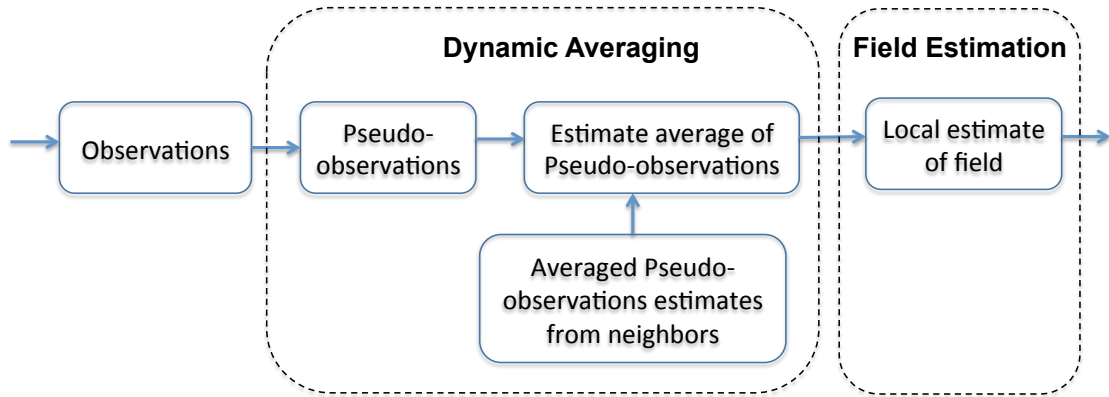 Dynamic Averaging
Field Estimation
Observations
Pseudo-
observations
Estimate average of
Pseudo-observations
Local estimate
of field
Averaged Pseudo-
observations estimates
from neighbors